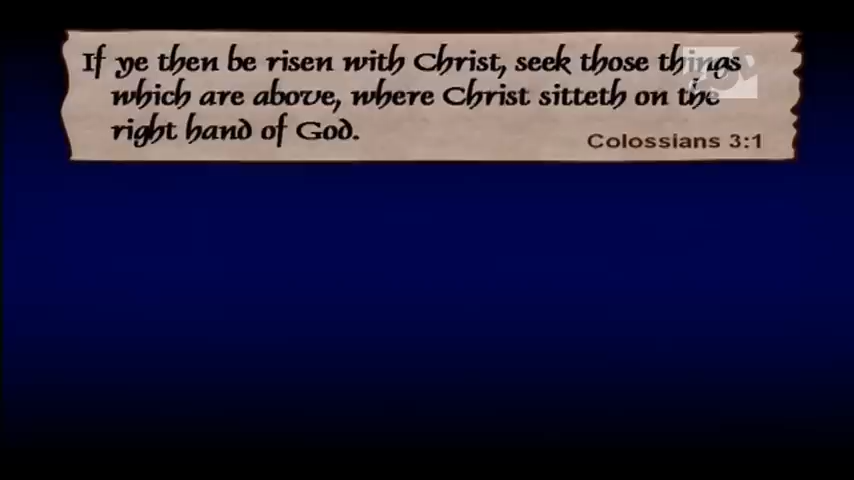 If ye then be risen with Christ, seek those things
which are above, where Christ sitteth on the
right hand of God.
Colossians 3:1